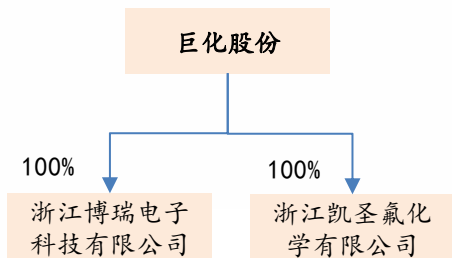 巨化股份
100%
100%
浙江博瑞电子
科技有限公司
浙江凯圣氟化
学有限公司